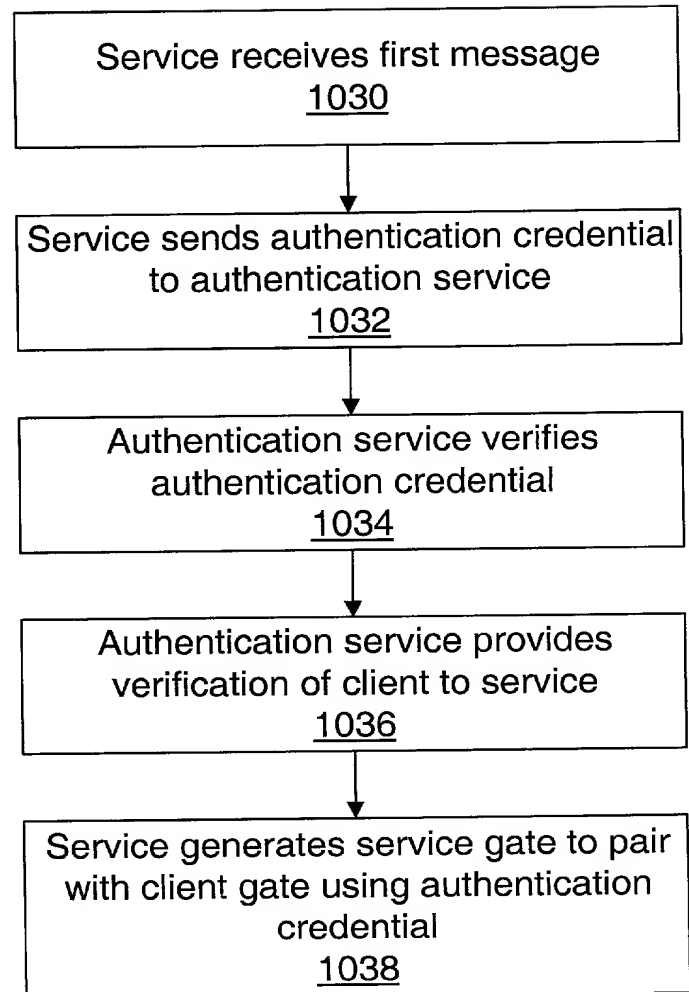 Service receives first message
1030
Service sends authentication credential
to authentication service
1032
Authentication service verifies
authentication credential
1034
Authentication service provides
verification of client to service
1036
Service generates service gate to pair
with client gate using authentication
credential
1038